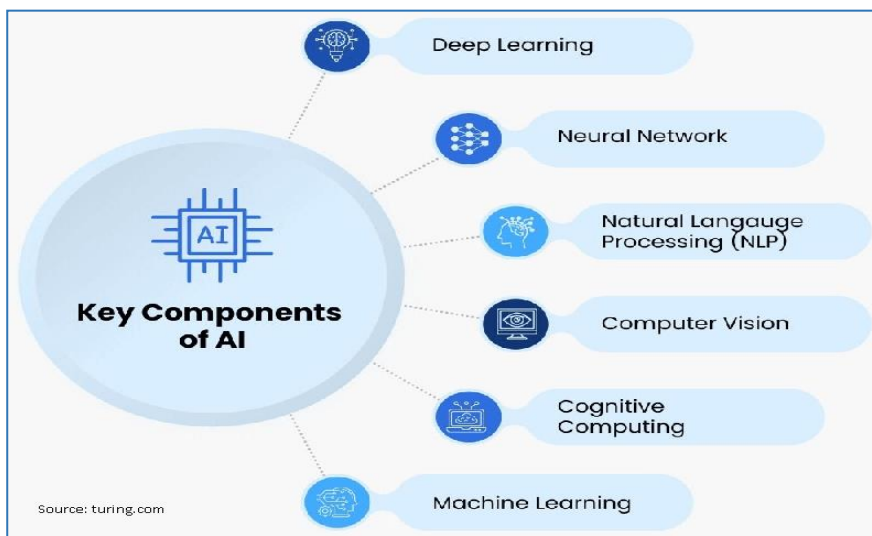 Deep Learning
Neural Network
AI
Natural Langauge
Processing (NLP)
Key Components
of AI
Computer Vision
Cognitive
Computing
Machine Learning
Source: turing.com